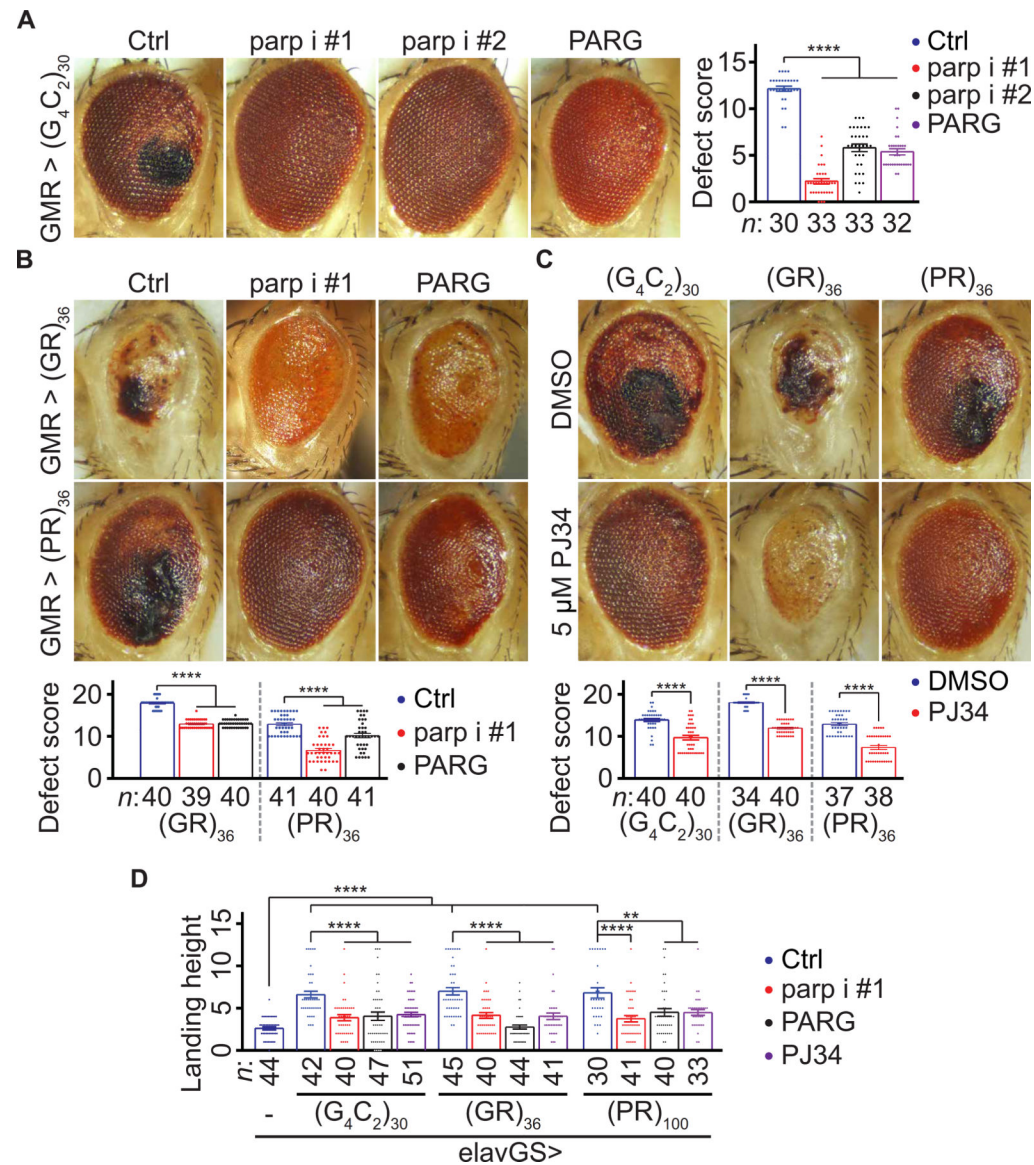 A
Ctrl parp i #1 parp i #2 PARG
GMR > (G₄C₂)₃₀
Defect score
15
10
5
0
****
Ctrl
parp i #1
parp i #2
PARG
n: 30 33 33 32
B
Ctrl parp i #1 PARG
GMR > (GR)₃₆
GMR > (PR)₃₆
Defect score
20
10
0
**** ****
Ctrl
parp i #1
PARG
n: 40 39 40 41 40 41
(GR)₃₆ (PR)₃₆
C
(G₄C₂)₃₀ (GR)₃₆ (PR)₃₆
DMSO
5 µM PJ34
Defect score
20
10
0
**** **** ****
DMSO
PJ34
n: 40 40 34 40 37 38
(G₄C₂)₃₀ (GR)₃₆ (PR)₃₆
D
Landing height
15
10
5
0
****
**** **** **** **
Ctrl
parp i #1
PARG
PJ34
n: 44 42 40 47 51 45 40 44 41 30 41 40 33
- (G₄C₂)₃₀ (GR)₃₆ (PR)₁₀₀
elavGS>